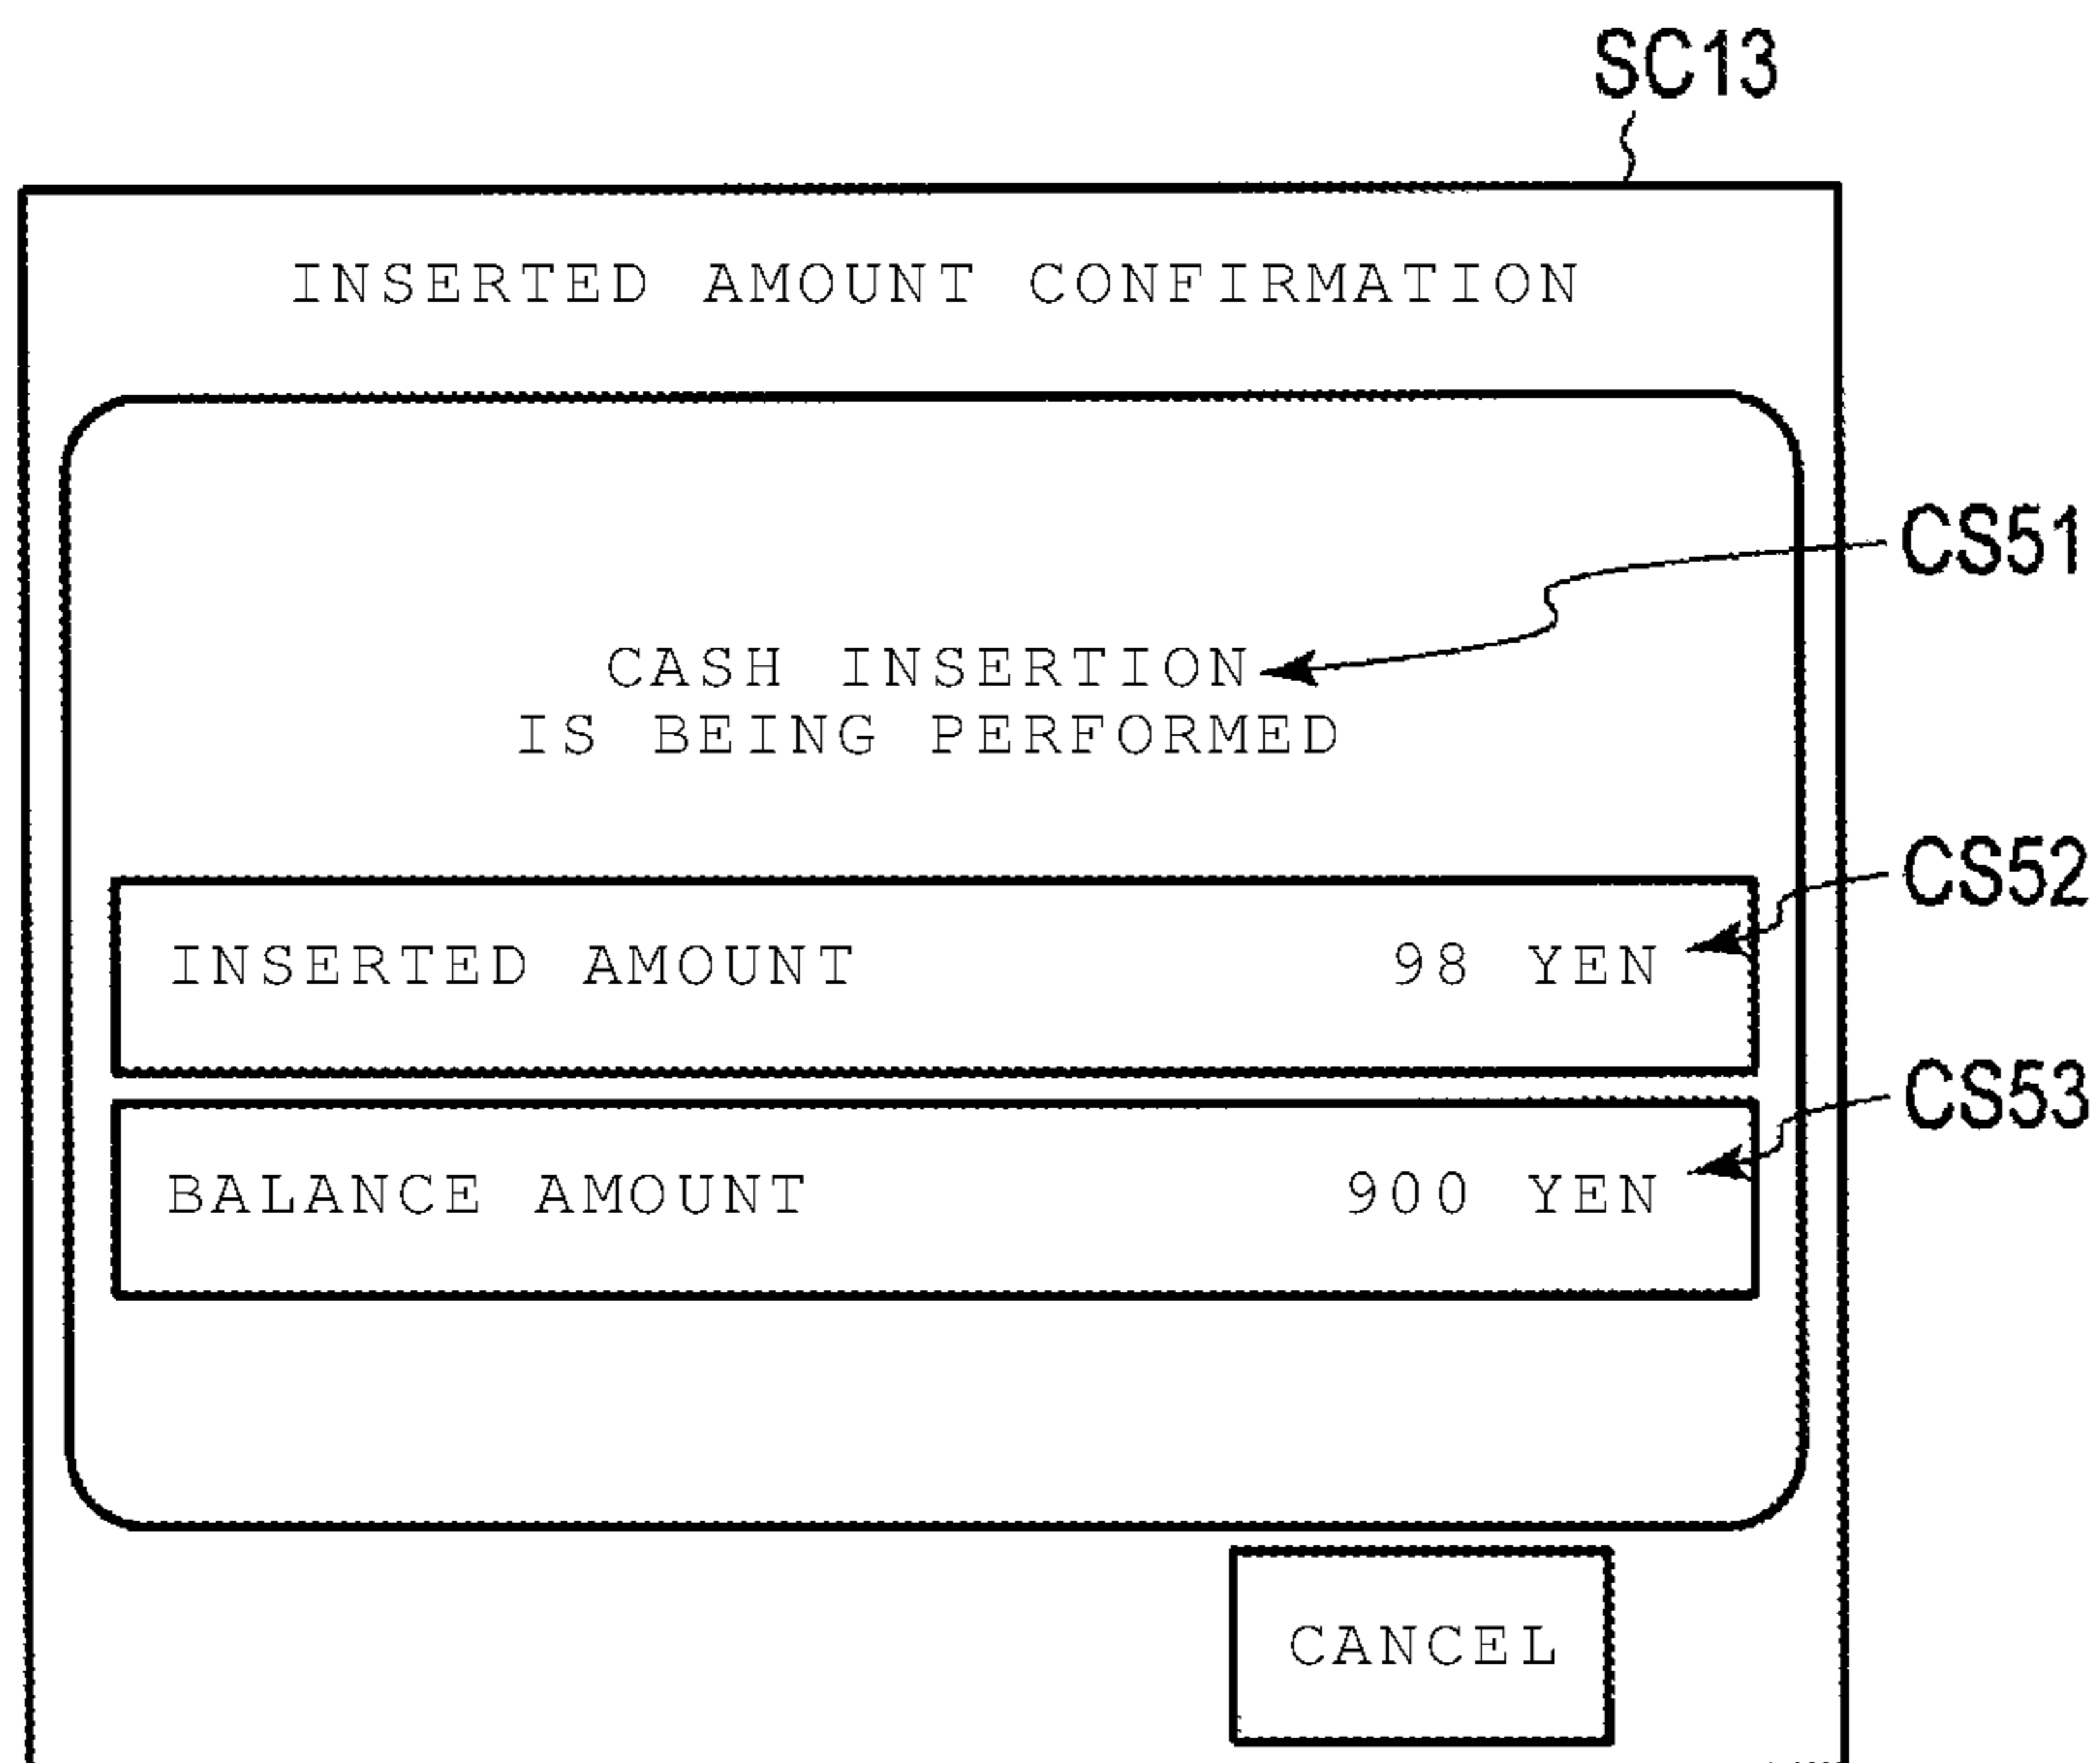 SC13
INSERTED AMOUNT CONFIRMATION
CS51
CASH INSERTION
IS BEING PERFORMED
CS52
INSERTED AMOUNT 98 YEN
CS53
BALANCE AMOUNT 900 YEN
CANCEL